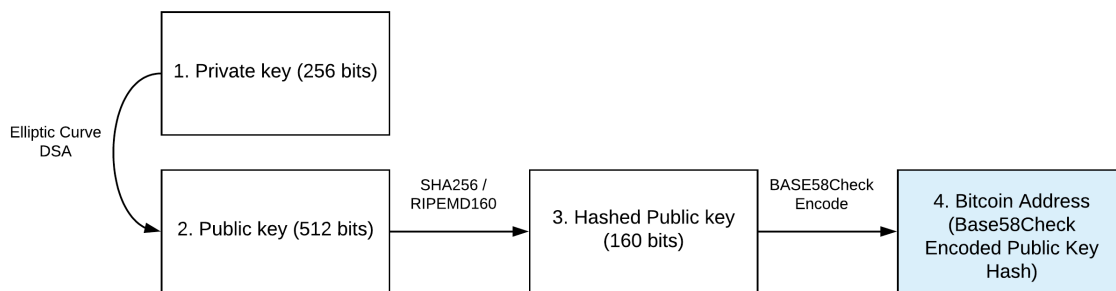 1. Private key (256 bits)
Elliptic Curve
DSA
2. Public key (512 bits)
SHA256 /
RIPEMD160
3. Hashed Public key
(160 bits)
BASE58Check
Encode
4. Bitcoin Address
(Base58Check
Encoded Public Key
Hash)